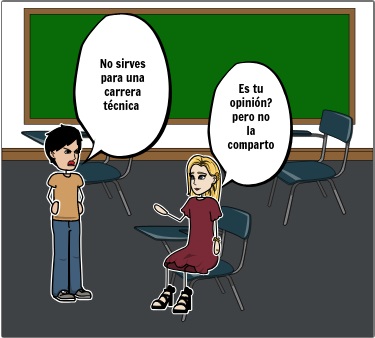 No sirves
para una
carrera
técnica
Es tu
opinión?
pero no
la
comparto